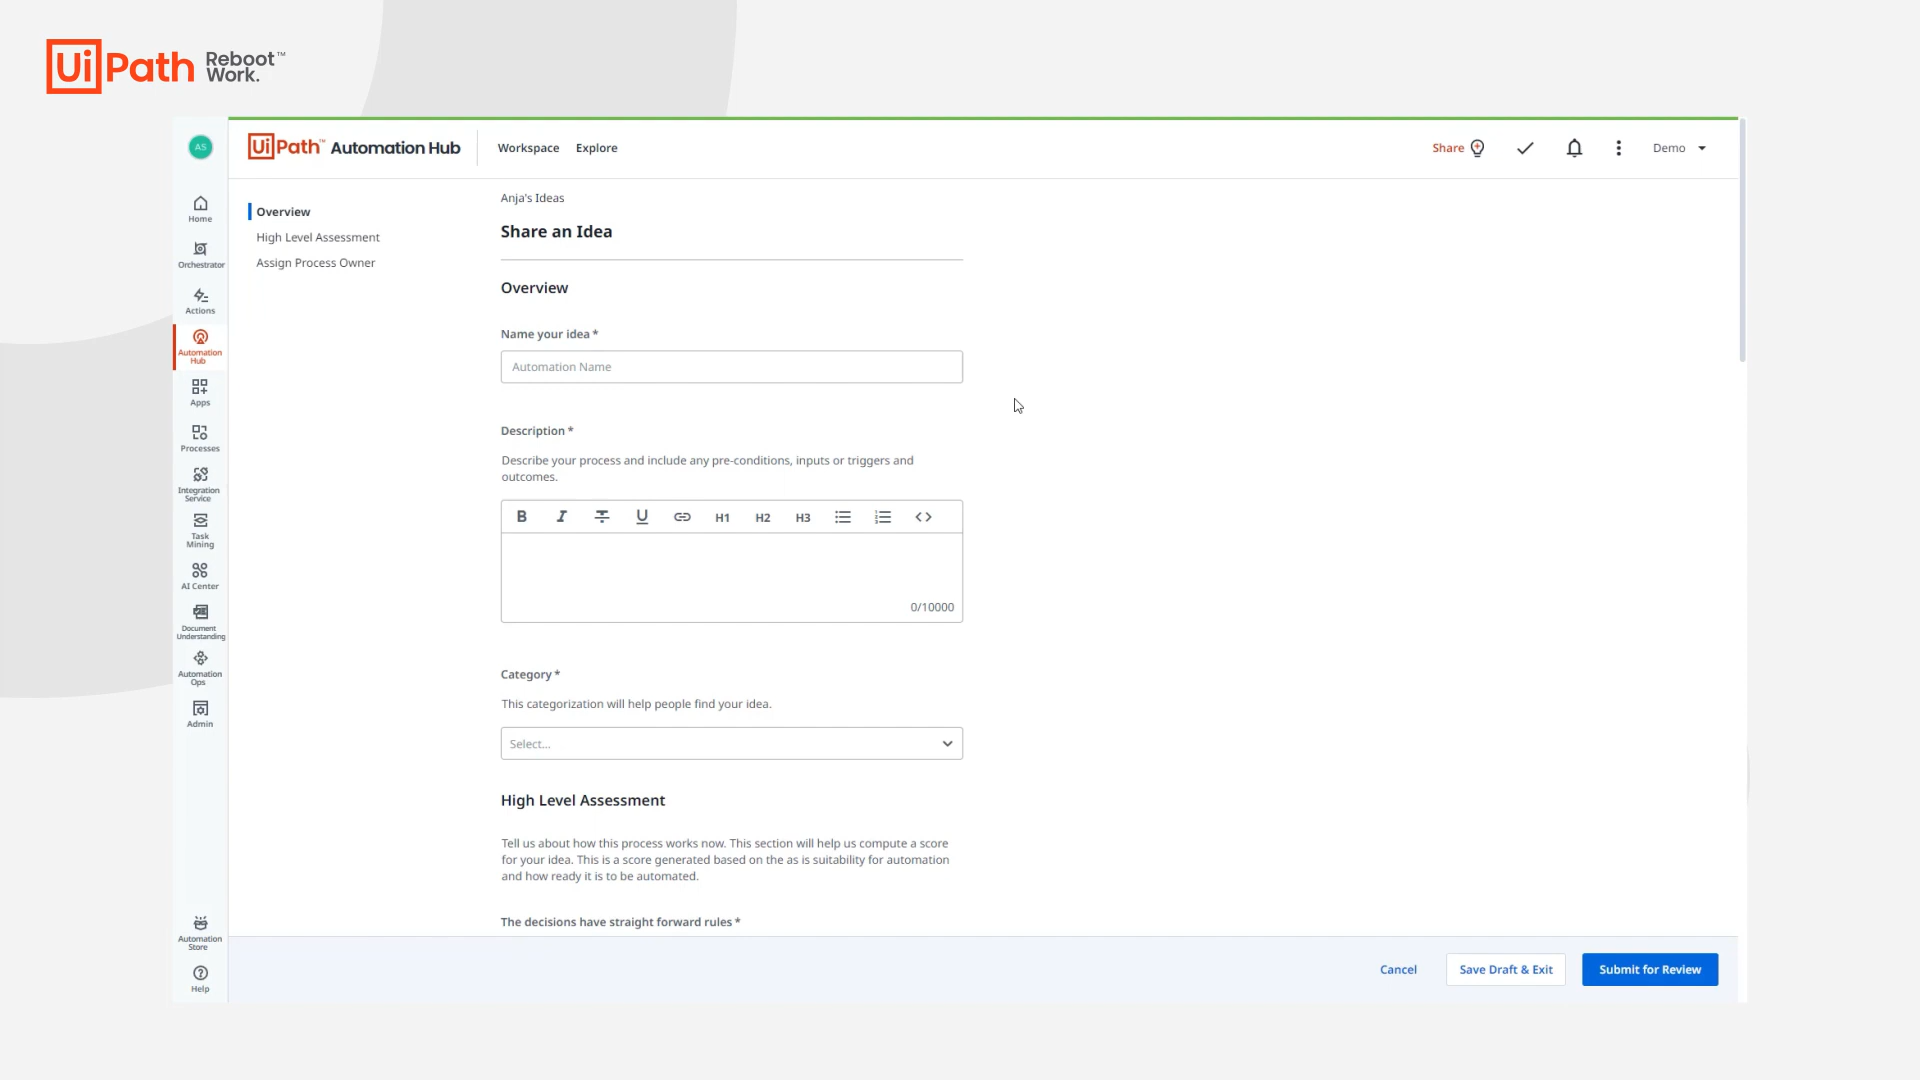 UiPath™ Reboot Work.™
AS
UiPath™ Automation Hub
Workspace
Explore
Share
Demo
Home
Orchestrator
Actions
Automation
Hub
Apps
Processes
Integration
Service
Task
Mining
AI Center
Document
Understanding
Automation
Ops
Admin
Automation
Store
Help
Overview
High Level Assessment
Assign Process Owner
Anja's Ideas
Share an Idea
Overview
Name your idea *
Automation Name
Description *
Describe your process and include any pre-conditions, inputs or triggers and
outcomes.
B I T U H1 H2 H3 <>
0/10000
Category *
This categorization will help people find your idea.
Select...
High Level Assessment
Tell us about how this process works now. This section will help us compute a score
for your idea. This is a score generated based on the as is suitability for automation
and how ready it is to be automated.
The decisions have straight forward rules *
Cancel
Save Draft & Exit
Submit for Review